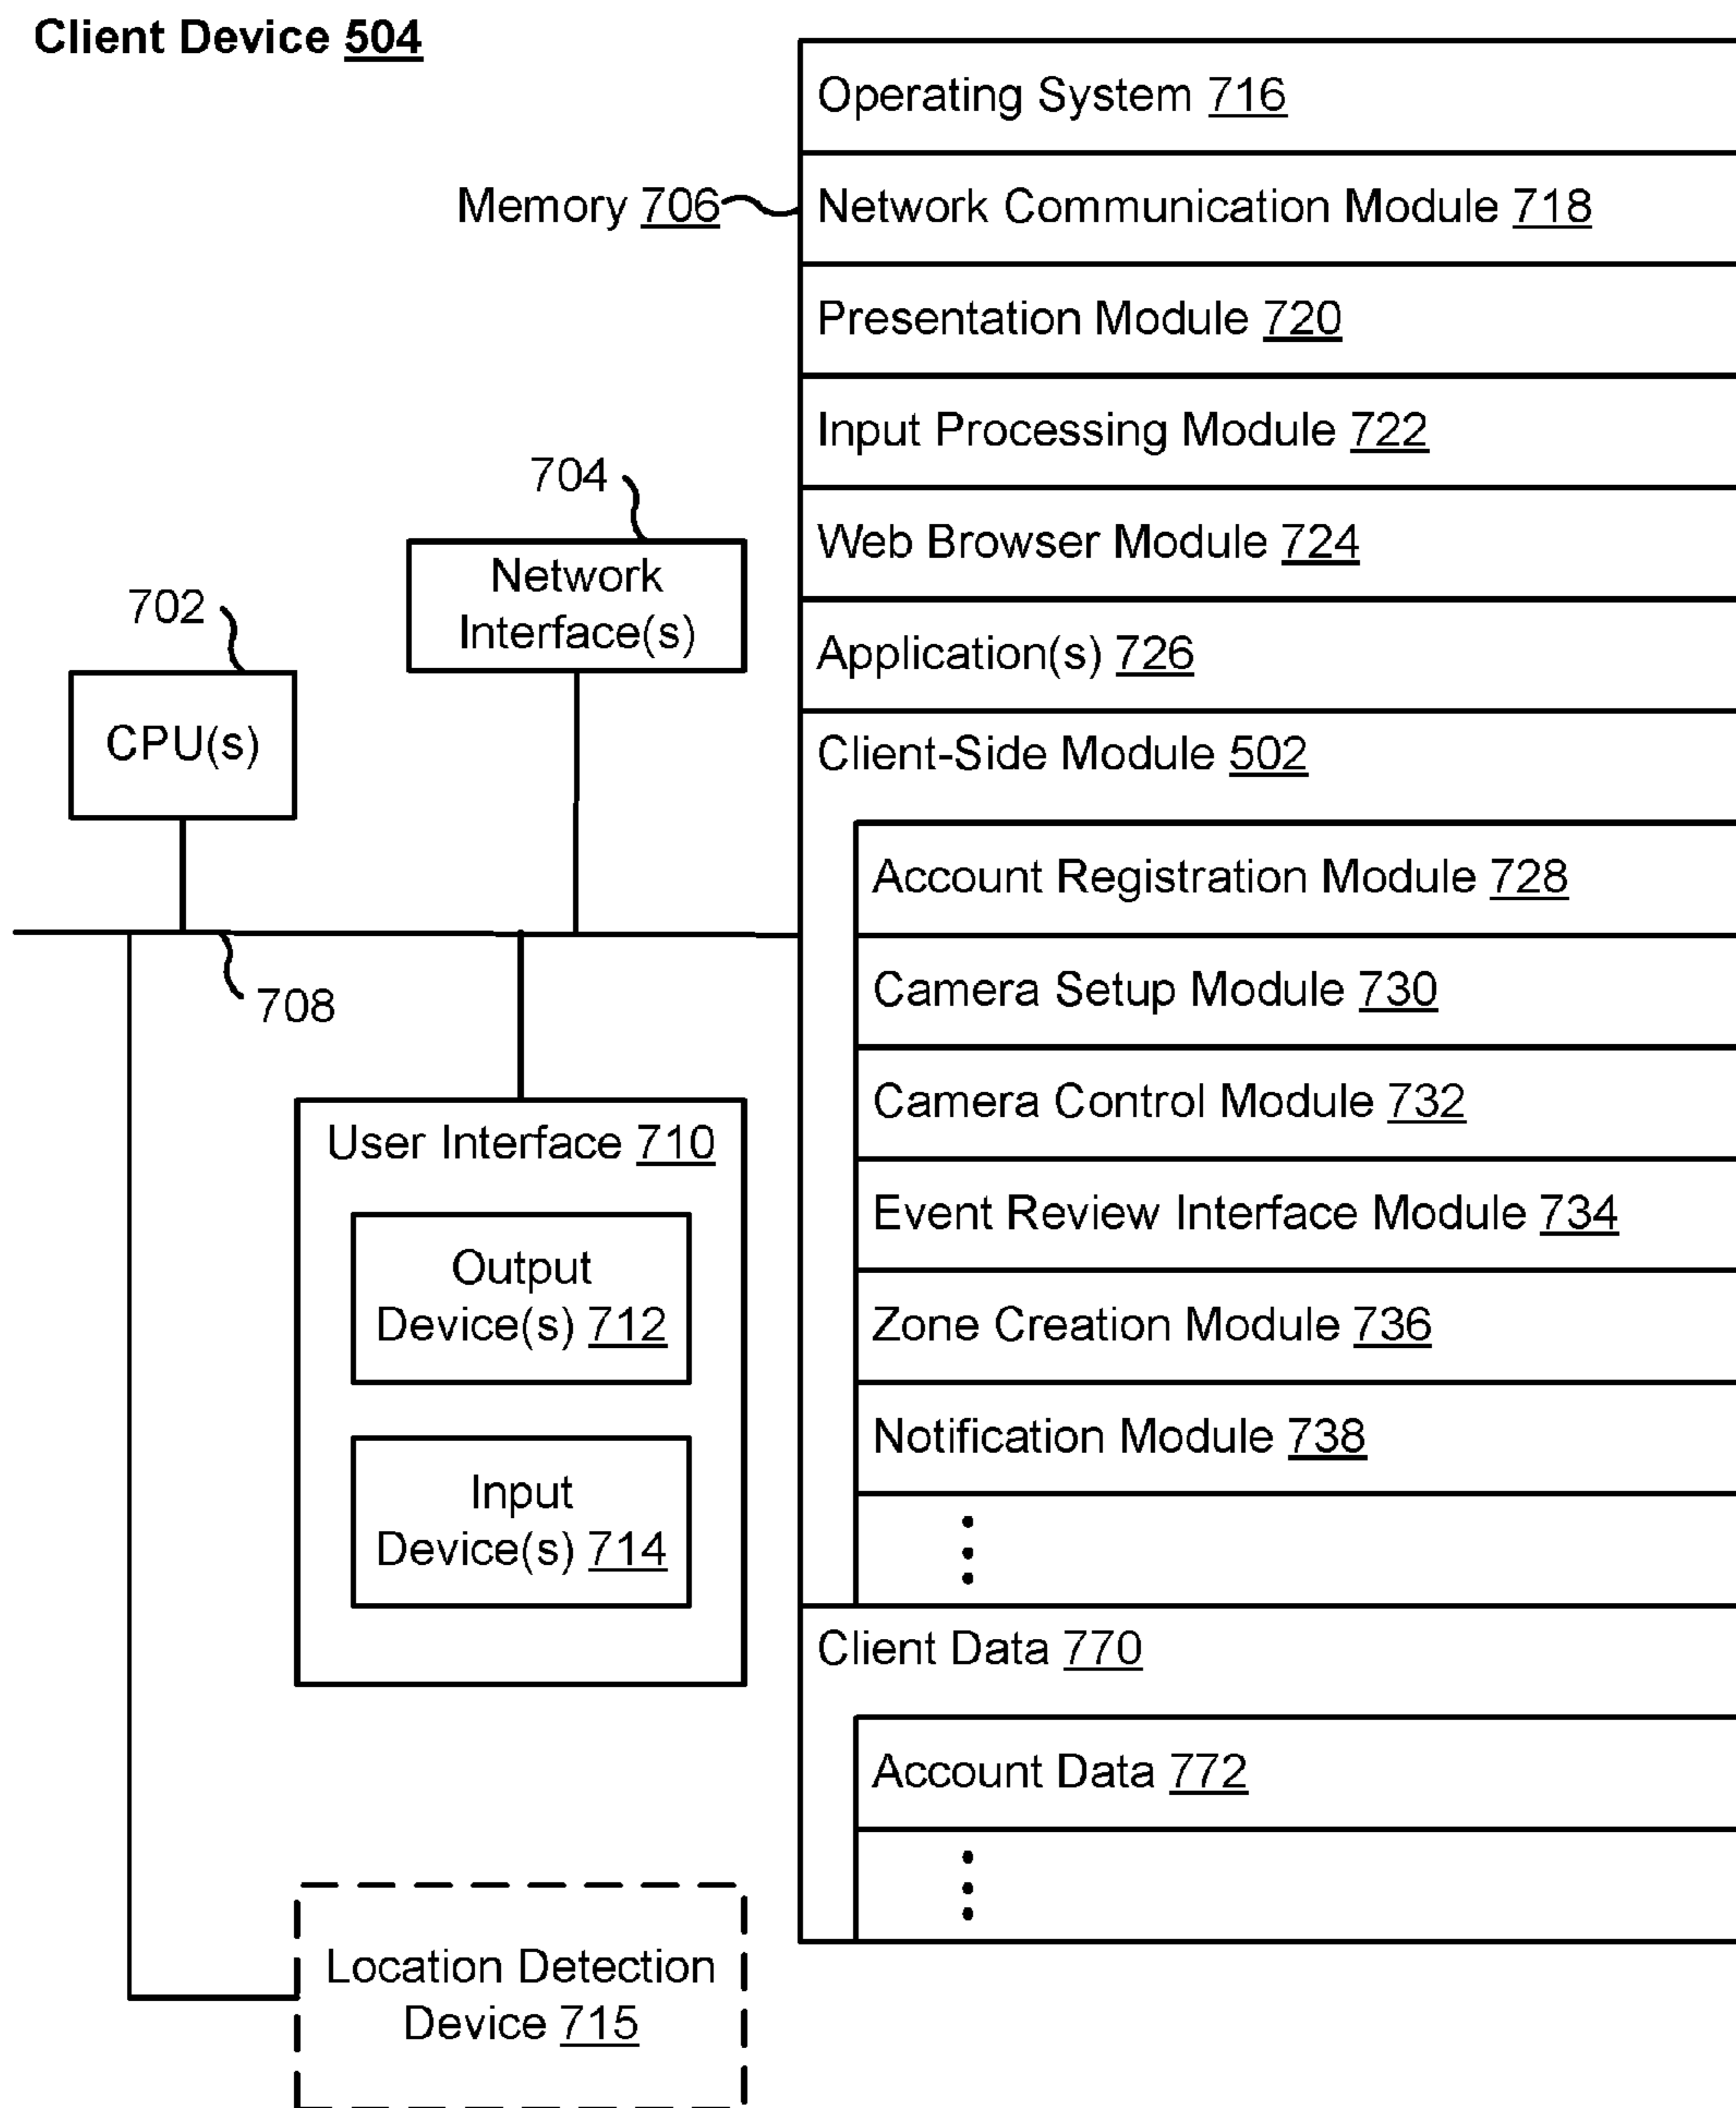 Client Device 504
Operating System 716
Memory 706
Network Communication Module 718
Presentation Module 720
Input Processing Module 722
704
Network
Interface(s)
Web Browser Module 724
702
CPU(s)
Application(s) 726
Client-Side Module 502
Account Registration Module 728
708
Camera Setup Module 730
Camera Control Module 732
User Interface 710
Output
Device(s) 712
Input
Device(s) 714
Event Review Interface Module 734
Zone Creation Module 736
Notification Module 738
Client Data 770
Account Data 772
Location Detection
Device 715